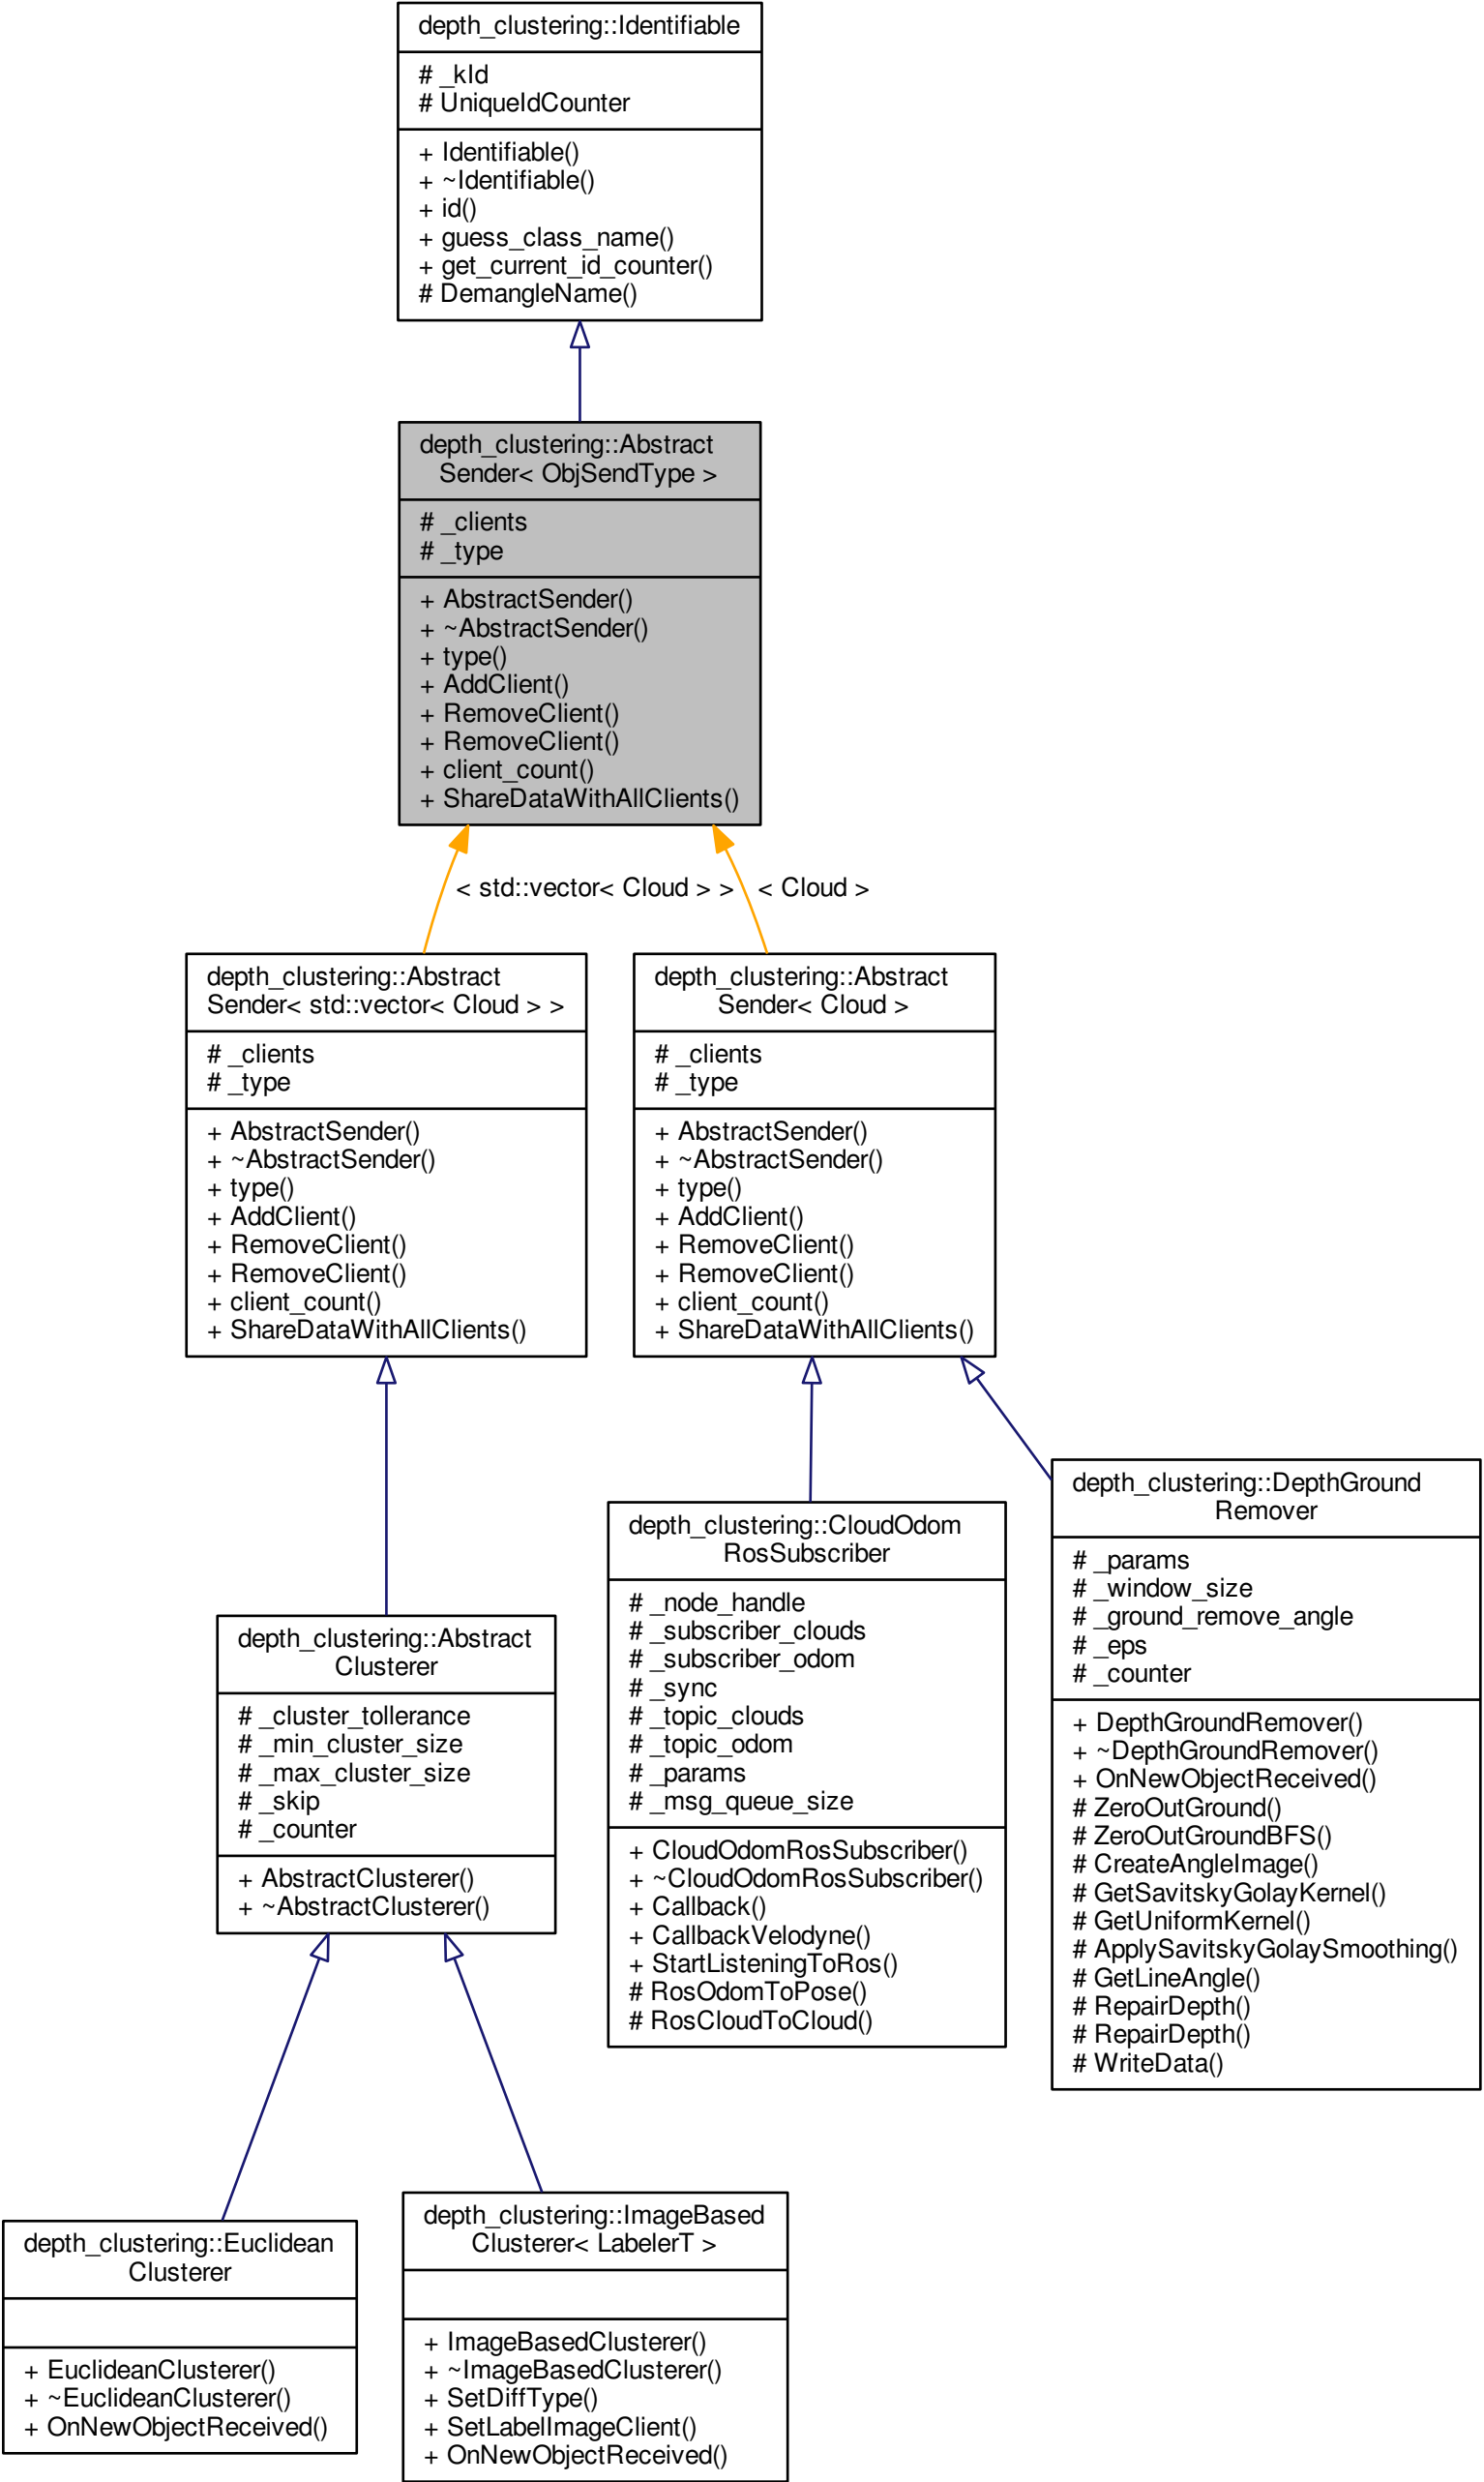 depth_clustering::Identifiable
# _kId
# UniqueIdCounter
+ Identifiable()
+ ~Identifiable()
+ id()
+ guess_class_name()
+ get_current_id_counter()
# DemangleName()
depth_clustering::Abstract
Sender< ObjSendType >
# _clients
# _type
+ AbstractSender()
+ ~AbstractSender()
+ type()
+ AddClient()
+ RemoveClient()
+ RemoveClient()
+ client_count()
+ ShareDataWithAllClients()
< std::vector< Cloud > >
< Cloud >
depth_clustering::Abstract
Sender< std::vector< Cloud > >
# _clients
# _type
+ AbstractSender()
+ ~AbstractSender()
+ type()
+ AddClient()
+ RemoveClient()
+ RemoveClient()
+ client_count()
+ ShareDataWithAllClients()
depth_clustering::Abstract
Sender< Cloud >
# _clients
# _type
+ AbstractSender()
+ ~AbstractSender()
+ type()
+ AddClient()
+ RemoveClient()
+ RemoveClient()
+ client_count()
+ ShareDataWithAllClients()
depth_clustering::Abstract
Clusterer
# _cluster_tollerance
# _min_cluster_size
# _max_cluster_size
# _skip
# _counter
+ AbstractClusterer()
+ ~AbstractClusterer()
depth_clustering::CloudOdom
RosSubscriber
# _node_handle
# _subscriber_clouds
# _subscriber_odom
# _sync
# _topic_clouds
# _topic_odom
# _params
# _msg_queue_size
+ CloudOdomRosSubscriber()
+ ~CloudOdomRosSubscriber()
+ Callback()
+ CallbackVelodyne()
+ StartListeningToRos()
# RosOdomToPose()
# RosCloudToCloud()
depth_clustering::DepthGround
Remover
# _params
# _window_size
# _ground_remove_angle
# _eps
# _counter
+ DepthGroundRemover()
+ ~DepthGroundRemover()
+ OnNewObjectReceived()
# ZeroOutGround()
# ZeroOutGroundBFS()
# CreateAngleImage()
# GetSavitskyGolayKernel()
# GetUniformKernel()
# ApplySavitskyGolaySmoothing()
# GetLineAngle()
# RepairDepth()
# RepairDepth()
# WriteData()
depth_clustering::Euclidean
Clusterer
+ EuclideanClusterer()
+ ~EuclideanClusterer()
+ OnNewObjectReceived()
depth_clustering::ImageBased
Clusterer< LabelerT >
+ ImageBasedClusterer()
+ ~ImageBasedClusterer()
+ SetDiffType()
+ SetLabelImageClient()
+ OnNewObjectReceived()